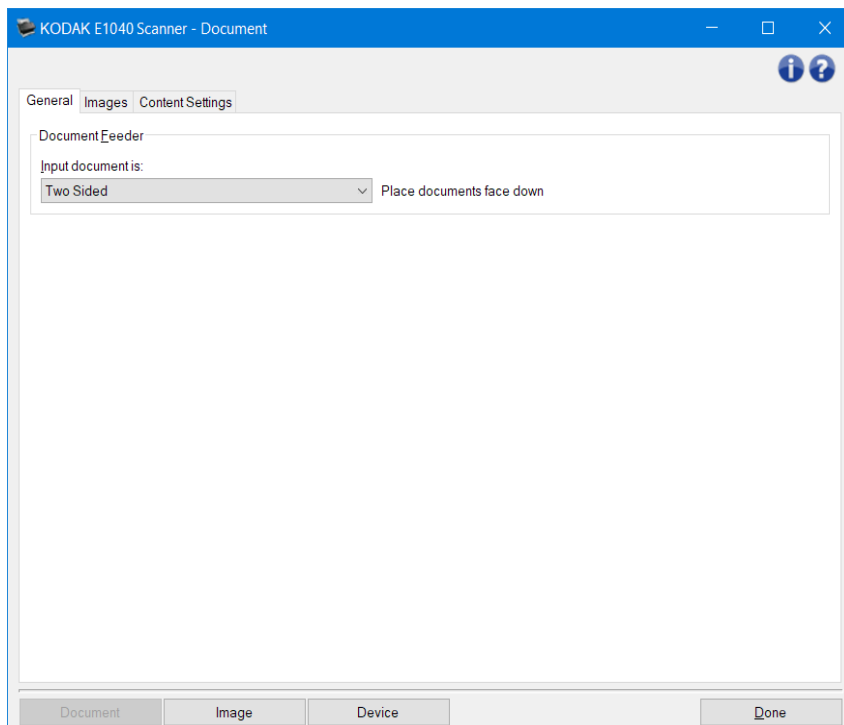 KODAK E1040 Scanner - Document
General Images Content Settings
Document Feeder
Input document is:
Two Sided Place documents face down
Document Image Device Done